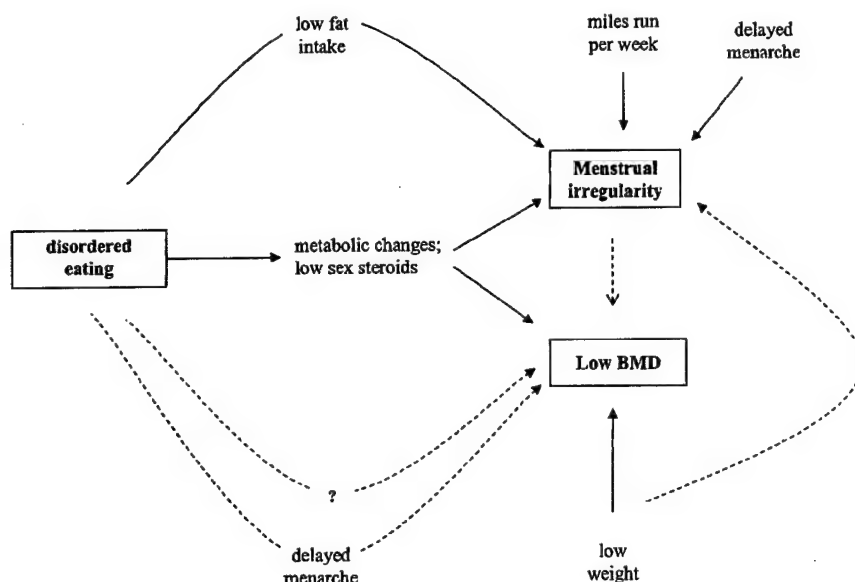 low fat
intake
miles run
per week
delayed
menarche
Menstrual
irregularity
disordered
eating
metabolic changes;
low sex steroids
Low BMD
?
delayed
menarche
low
weight